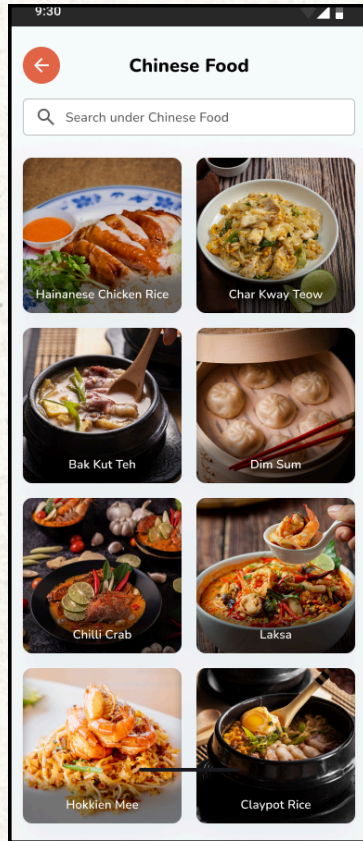 9:30
Chinese Food
Search under Chinese Food
Hainanese Chicken Rice
Char Kway Teow
Bak Kut Teh
Dim Sum
Chilli Crab
Laksa
Hokkien Mee
Claypot Rice